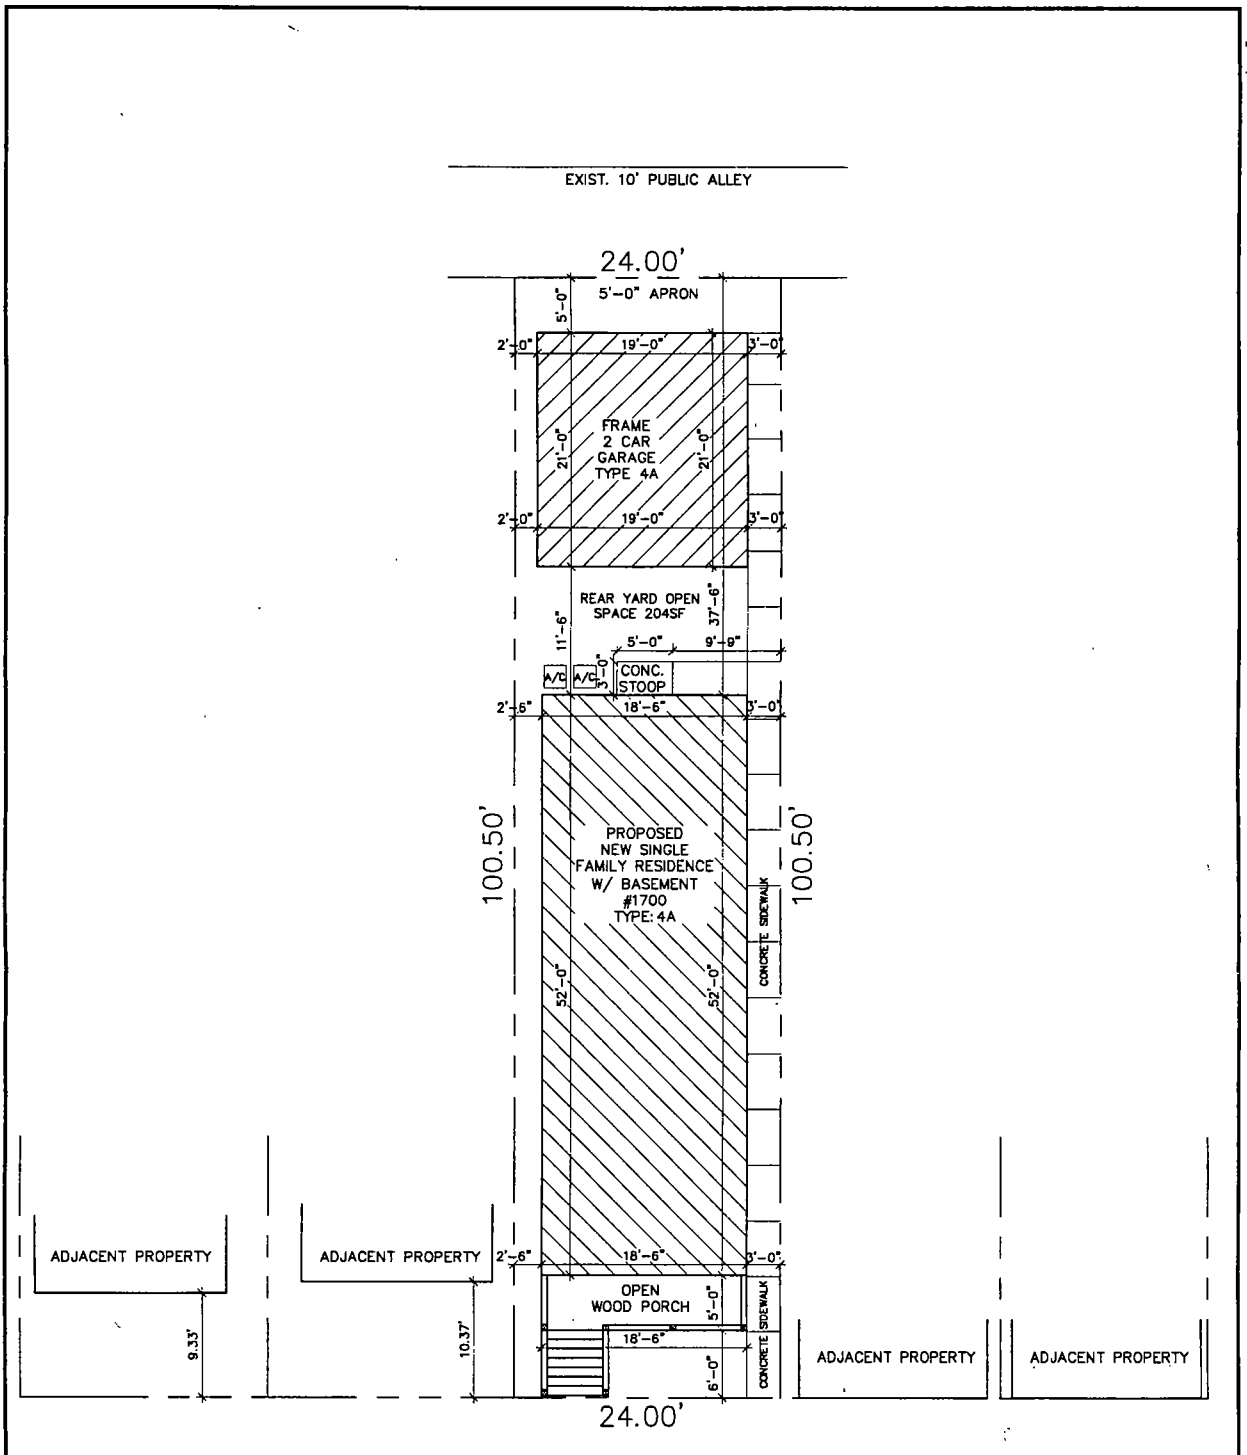 EXIST. 10' PUBLIC ALLEY
24.00'
5'-0" APRON
5'-0"
2'-0"
19'-0"
3'-0"
FRAME
2 CAR
GARAGE
TYPE 4A
21'-0"
21'-0"
2'-0"
19'-0"
3'-0"
REAR YARD OPEN
SPACE 204SF
37'-6"
11'-6"
5'-0"
9'-9"
A/C
A/C
3'-0"
CONC.
STOOP
2'-6"
18'-6"
3'-0"
100.50'
100.50'
PROPOSED
NEW SINGLE
FAMILY RESIDENCE
W/ BASEMENT
#1700
TYPE: 4A
CONCRETE SIDEWALK
52'-0"
52'-0"
ADJACENT PROPERTY
ADJACENT PROPERTY
2'-6"
18'-6"
3'-0"
OPEN
WOOD PORCH
5'-0"
CONCRETE SIDEWALK
18'-6"
9.33'
10.37'
6'-0"
ADJACENT PROPERTY
ADJACENT PROPERTY
24.00'